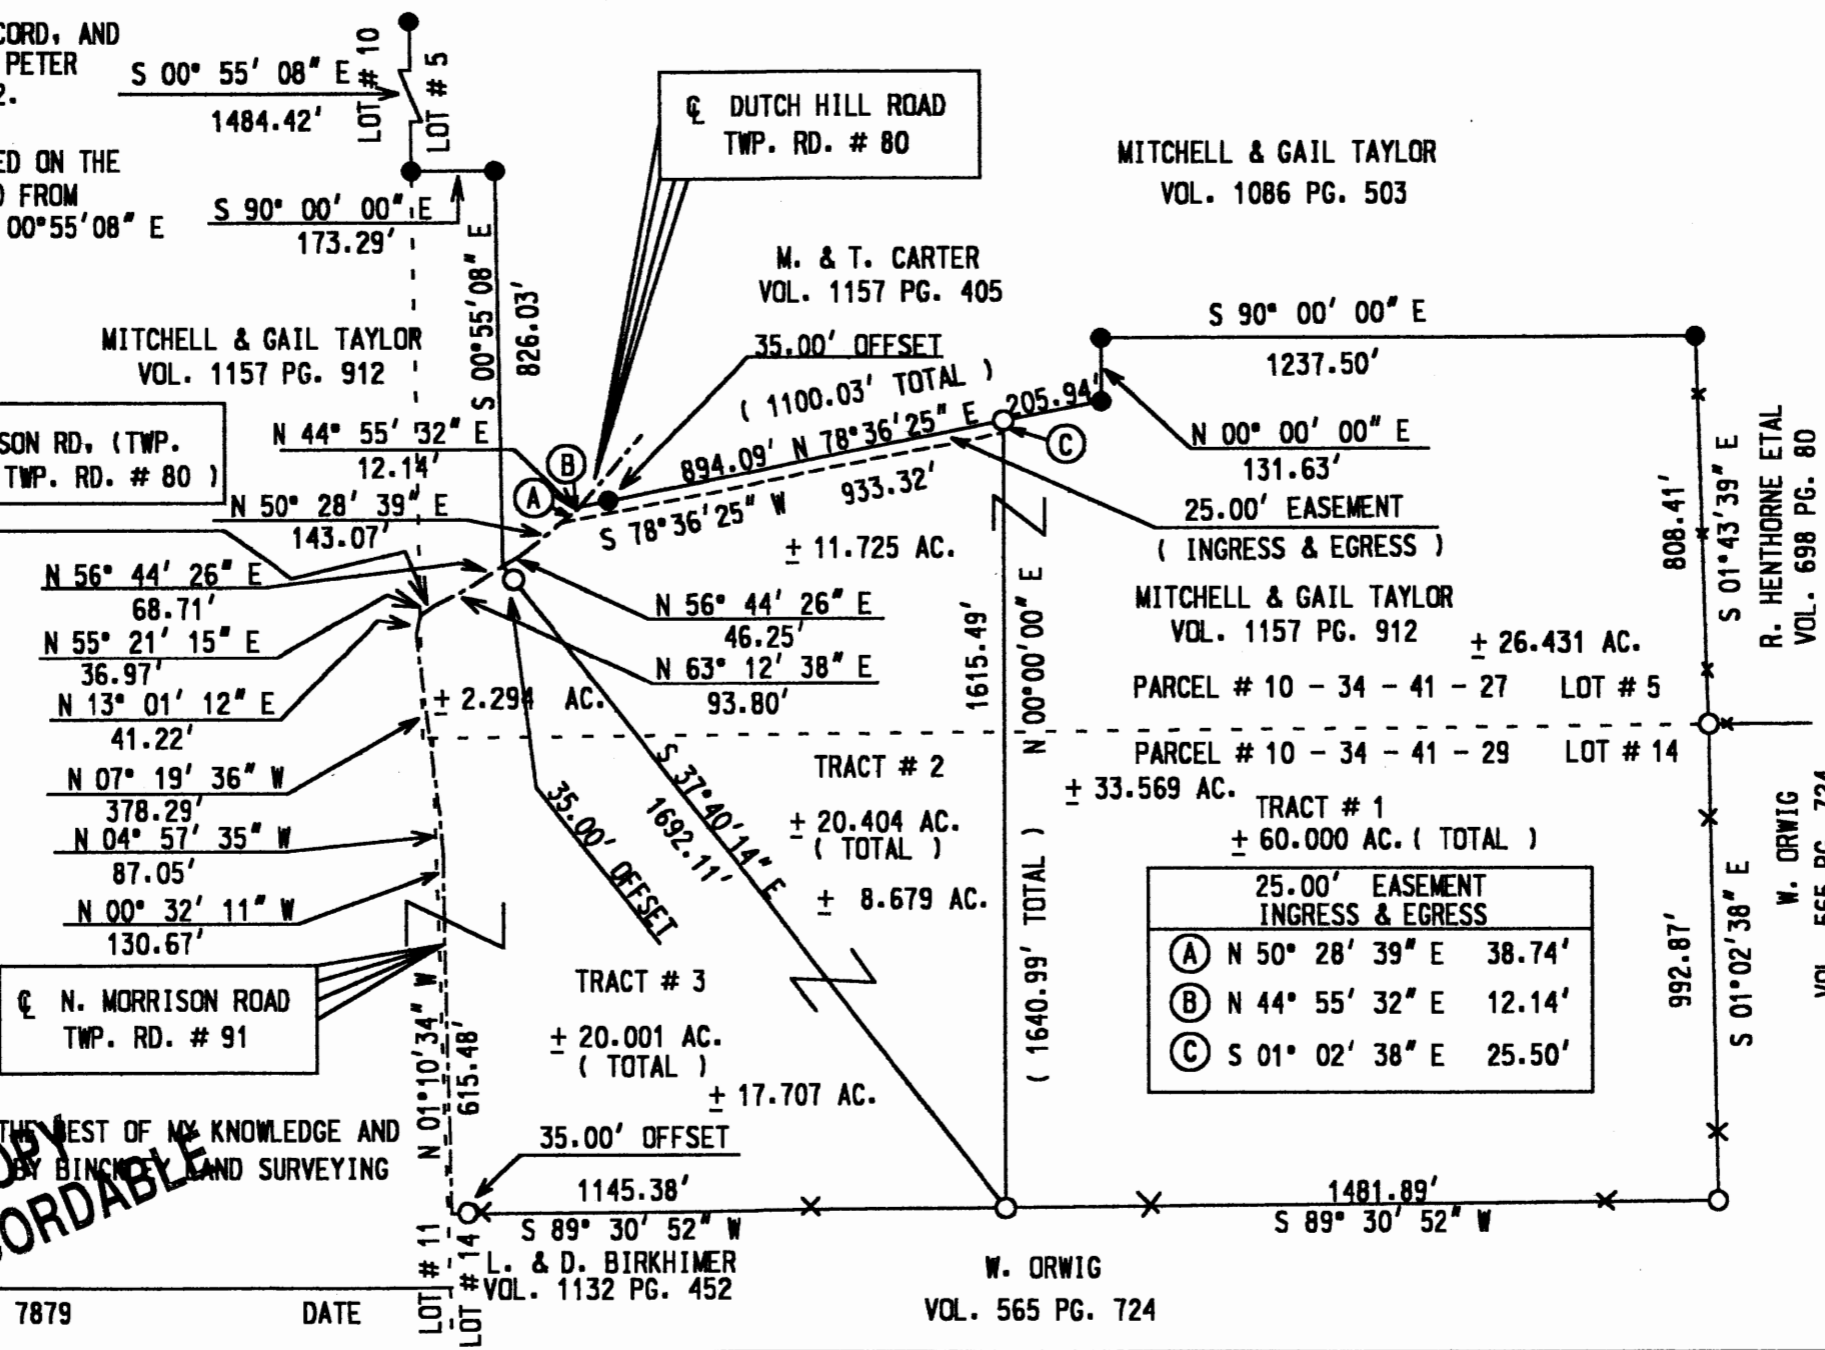 CORD, AND
PETER
2.
S 00° 55' 08" E
1484.42'
LOT # 10
LOT # 5
ED ON THE
FROM
00°55'08" E
S 90° 00' 00" E
173.29'
℄ DUTCH HILL ROAD
TWP. RD. # 80
MITCHELL & GAIL TAYLOR
VOL. 1086 PG. 503
M. & T. CARTER
VOL. 1157 PG. 405
S 00°55'08" E
826.03'
MITCHELL & GAIL TAYLOR
VOL. 1157 PG. 912
35.00' OFFSET
( 1100.03' TOTAL )
205.94'
894.09' N 78°36'25" E
S 78°36'25" W 933.32'
S 90° 00' 00" E
1237.50'
N 00° 00' 00" E
131.63'
C
B
A
SON RD. (TWP.
TWP. RD. # 80 )
N 44° 55' 32" E
12.14'
N 50° 28' 39" E
143.07'
25.00' EASEMENT
( INGRESS & EGRESS )
± 11.725 AC.
N 56° 44' 26" E
68.71'
N 56° 44' 26" E
46.25'
N 55° 21' 15" E
36.97'
N 63° 12' 38" E
93.80'
N 13° 01' 12" E
41.22'
± 2.294 AC.
N 07° 19' 36" W
378.29'
N 04° 57' 35" W
87.05'
N 00° 32' 11" W
130.67'
MITCHELL & GAIL TAYLOR
VOL. 1157 PG. 912
± 26.431 AC.
PARCEL # 10 - 34 - 41 - 27 LOT # 5
PARCEL # 10 - 34 - 41 - 29 LOT # 14
± 33.569 AC.
TRACT # 1
± 60.000 AC. ( TOTAL )
808.41'
S 01°43'39" E
R. HENTHORNE ETAL
VOL. 698 PG. 80
1615.49'
N 00°00'00" E
( 1640.99' TOTAL )
TRACT # 2
± 20.404 AC.
( TOTAL )
± 8.679 AC.
S 37°40'14" E
1692.11'
35.00' OFFSET
25.00' EASEMENT
INGRESS & EGRESS
A N 50° 28' 39" E 38.74'
B N 44° 55' 32" E 12.14'
C S 01° 02' 38" E 25.50'
992.87'
S 01°02'38" E
W. ORWIG
VOL. 565 PG. 724
℄ N. MORRISON ROAD
TWP. RD. # 91
N 01°10'34" W
615.48'
TRACT # 3
± 20.001 AC.
( TOTAL )
± 17.707 AC.
THE BEST OF MY KNOWLEDGE AND
BY BINCKLEY LAND SURVEYING
OPY
CORDABLE
35.00' OFFSET
1145.38'
S 89° 30' 52" W
1481.89'
S 89° 30' 52" W
L. & D. BIRKHIMER
VOL. 1132 PG. 452
W. ORWIG
VOL. 565 PG. 724
LOT # 11
LOT # 14
7879 DATE